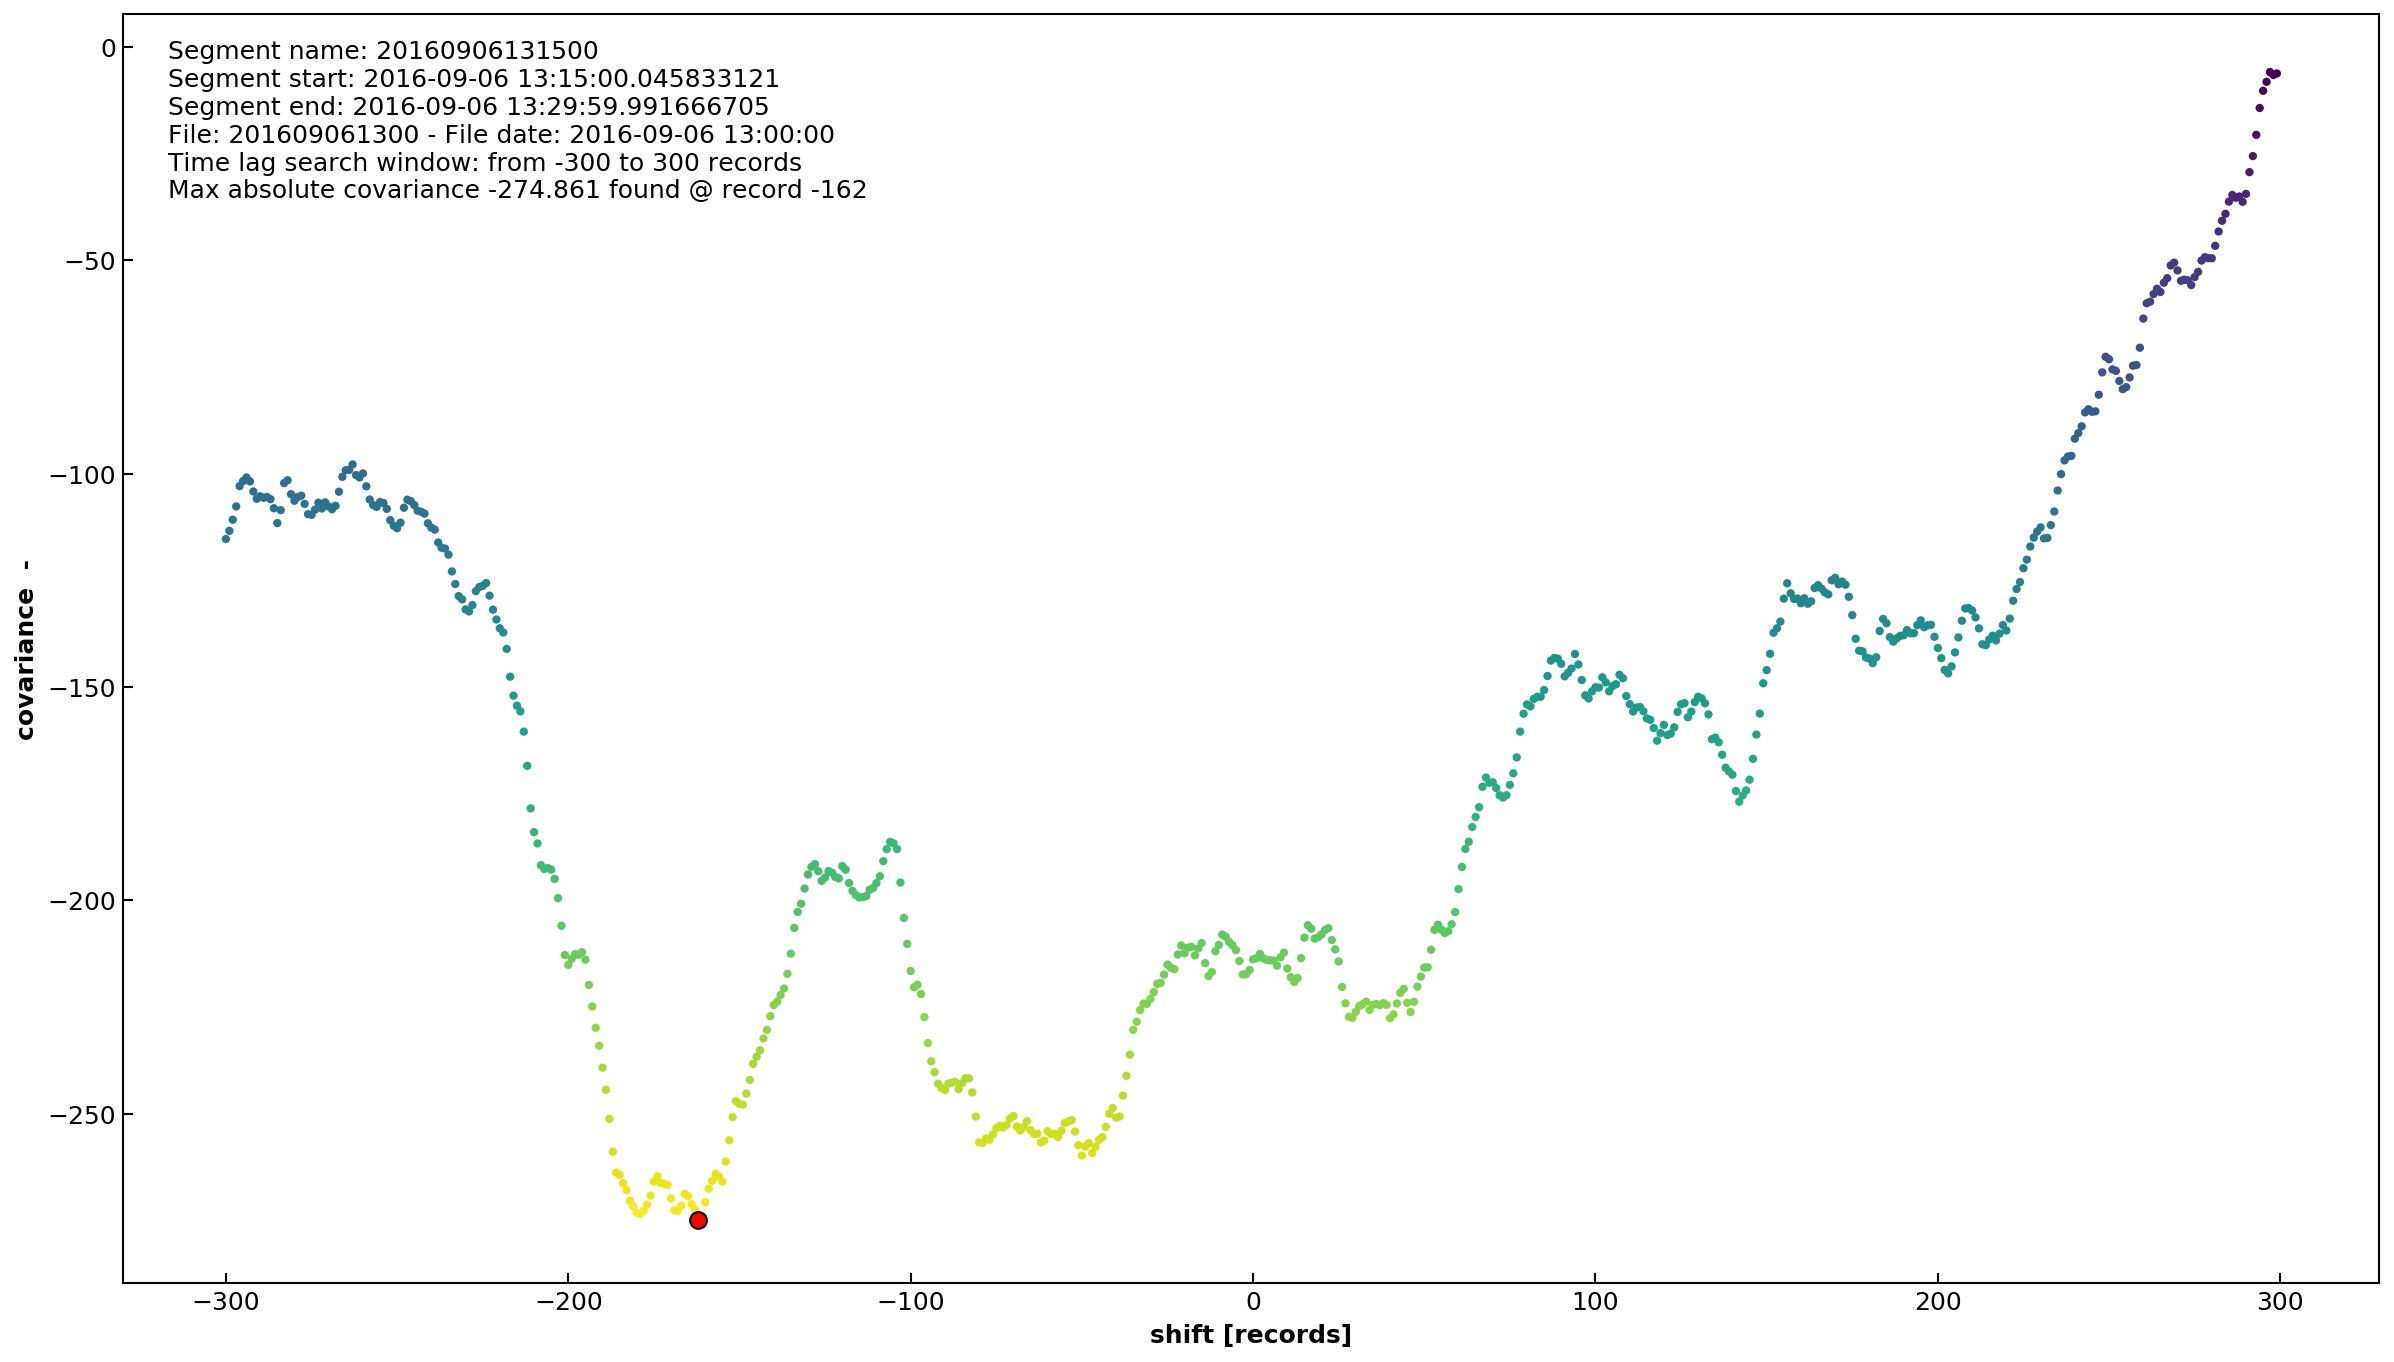 Segment name: 20160906131500
Segment start: 2016-09-06 13:15:00.045833121
Segment end: 2016-09-06 13:29:59.991666705
File: 201609061300 - File date: 2016-09-06 13:00:00
Time lag search window: from -300 to 300 records
Max absolute covariance -274.861 found @ record -162
0
−50
−100
−150
−200
−250
covariance  -
−300 −200 −100 0 100 200 300
shift [records]